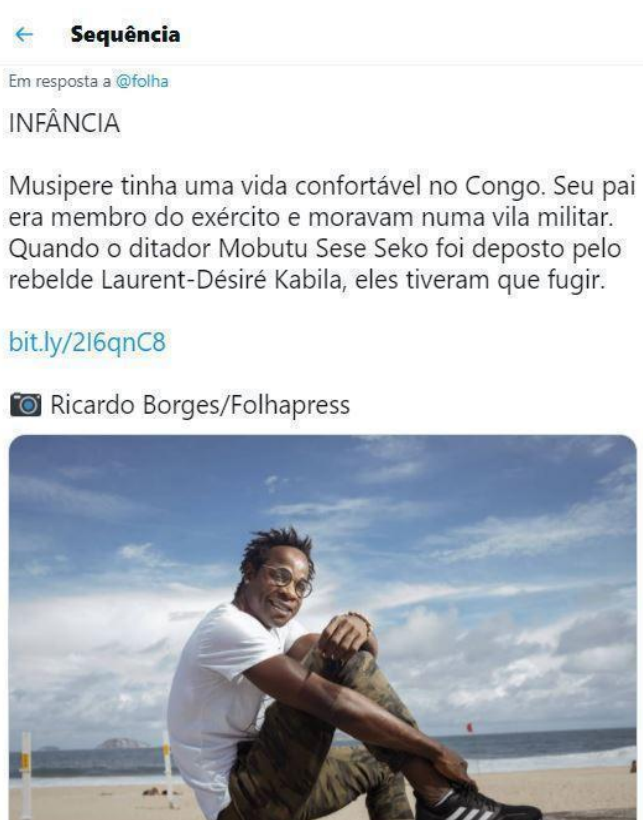 ← Sequência
Em resposta a @folha
INFÂNCIA
Musipere tinha uma vida confortável no Congo. Seu pai
era membro do exército e moravam numa vila militar.
Quando o ditador Mobutu Sese Seko foi deposto pelo
rebelde Laurent-Désiré Kabila, eles tiveram que fugir.
bit.ly/2I6qnC8
📷 Ricardo Borges/Folhapress